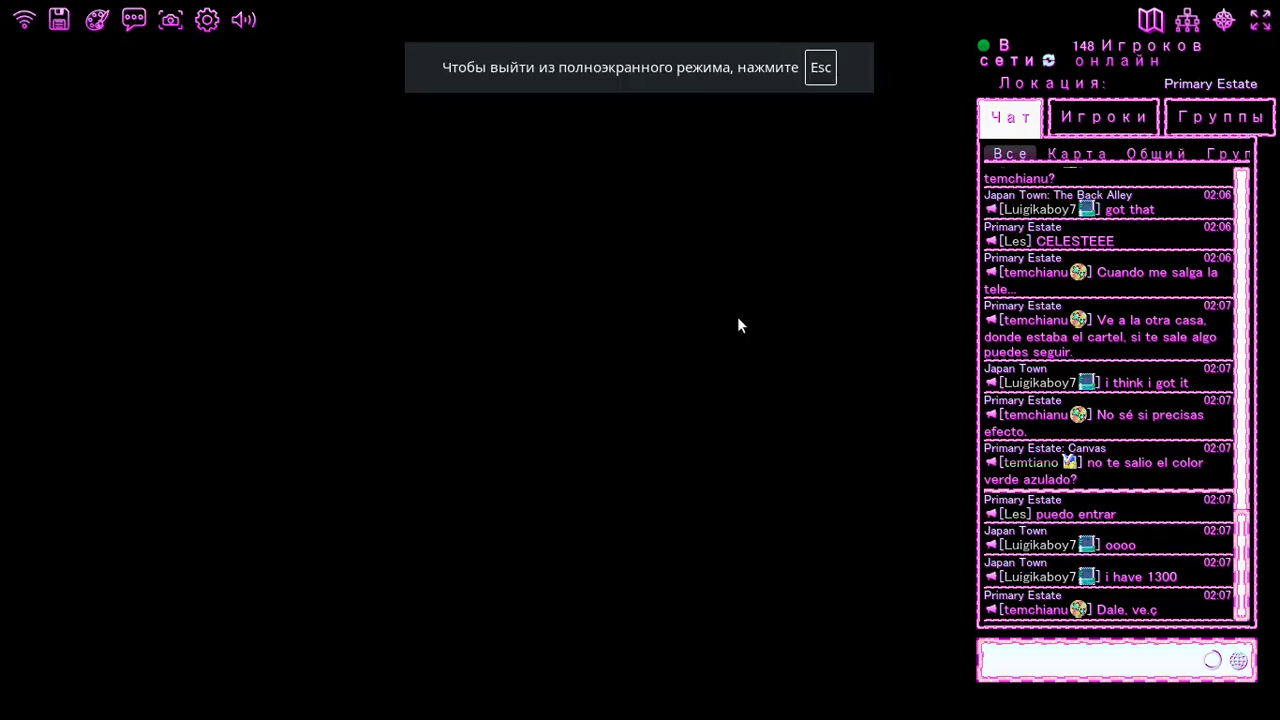 Чтобы выйти из полноэкранного режима, нажмите Esc
В сети
148 Игроков онлайн
Локация: Primary Estate
Чат Игроки Группы
Все Карта Общий
temchianu?
Japan Town: The Back Alley 02:06
[Luigikaboy7] got that
Primary Estate 02:06
[Les] CELESTEEE
Primary Estate 02:06
[temchianu] Cuando me salga la
tele...
Primary Estate 02:07
[temchianu] Ve a la otra casa,
donde estaba el cartel, si te sale algo
puedes seguir.
Japan Town 02:07
[Luigikaboy7] i think i got it
Primary Estate 02:07
[temchianu] No sé si precisas
efecto.
Primary Estate: Canvas 02:07
[temtiano] no te salio el color
verde azulado?
Primary Estate 02:07
[Les] puedo entrar
Japan Town 02:07
[Luigikaboy7] oooo
Japan Town 02:07
[Luigikaboy7] i have 1300
Primary Estate 02:07
[temchianu] Dale, ve.ç